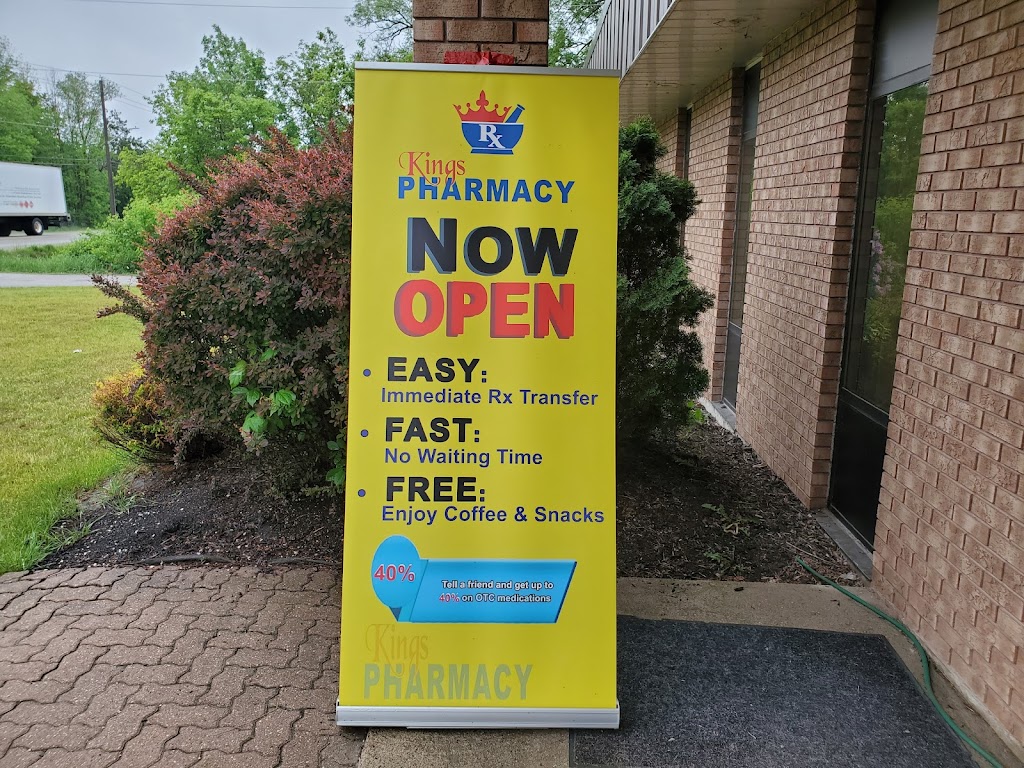 Rx
Kings
PHARMACY
NOW
OPEN
• EASY:
Immediate Rx Transfer
• FAST:
No Waiting Time
• FREE:
Enjoy Coffee & Snacks
40%
Tell a friend and get up to
40% on OTC medications
Kings
PHARMACY